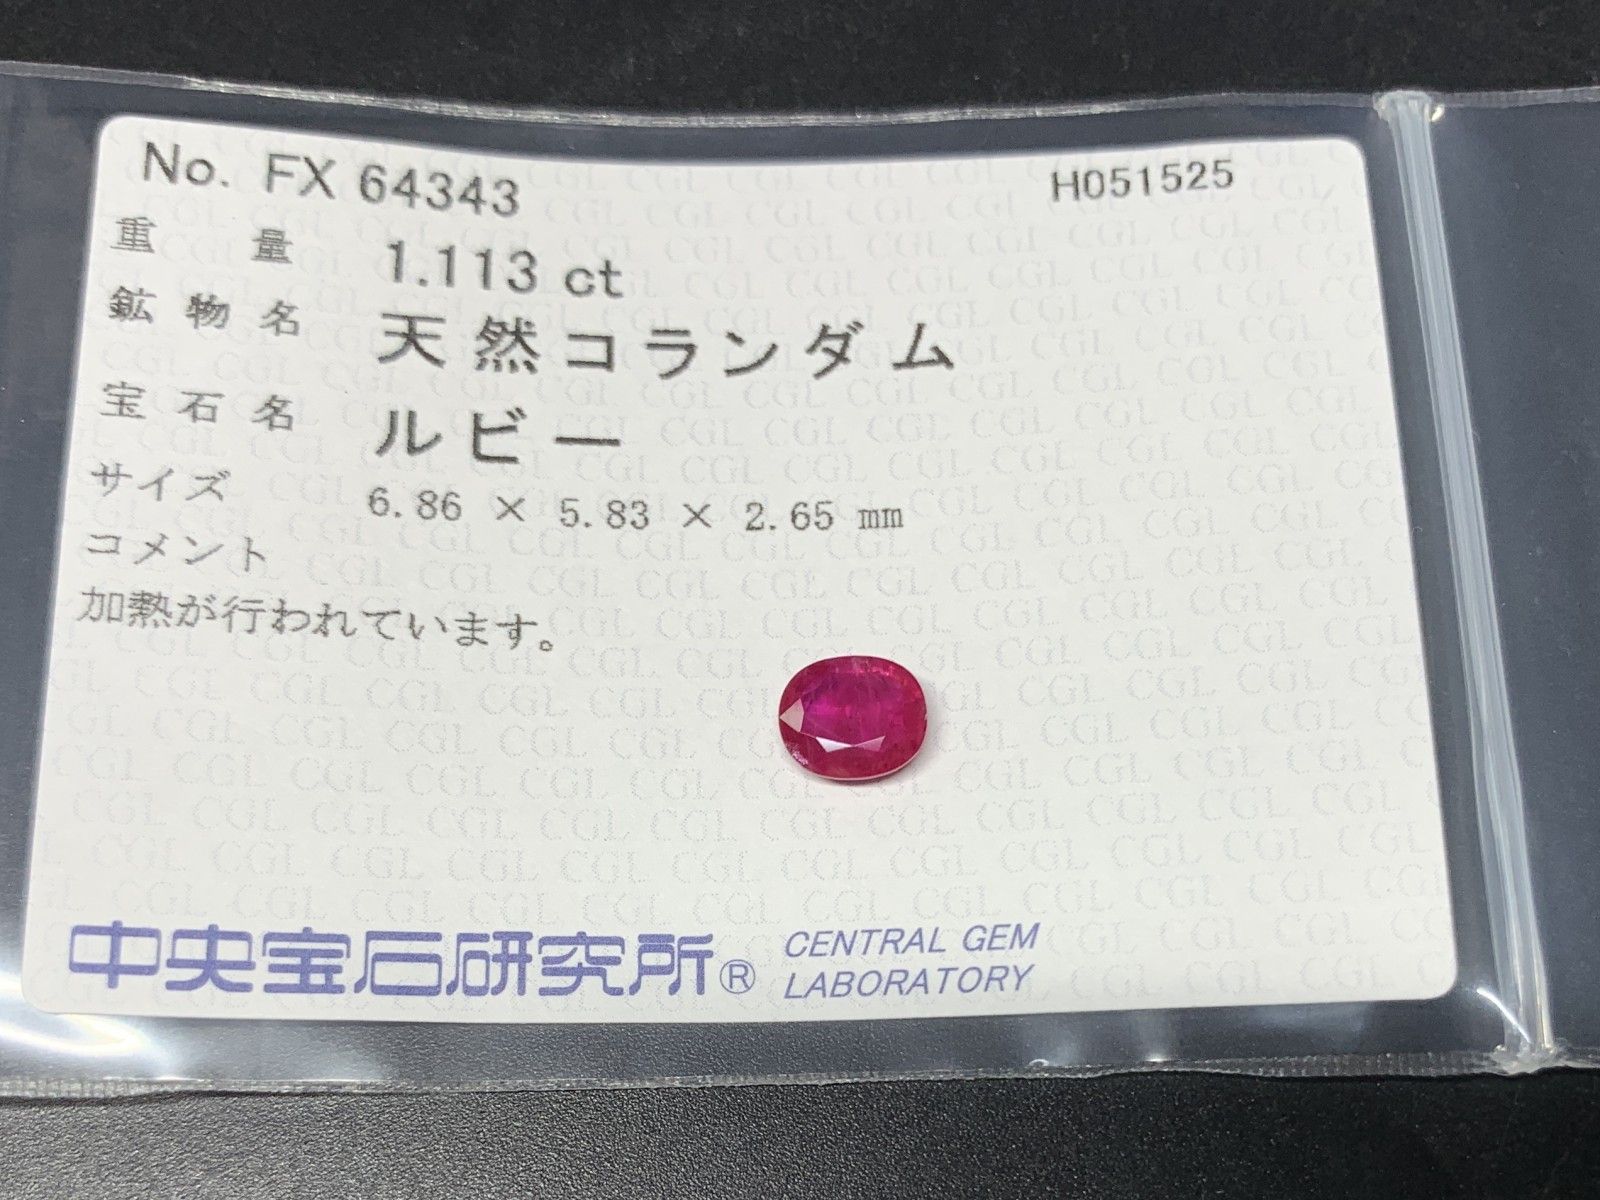 No. FX 64343 H051525
重量 1.113 ct
鉱物名 天然コランダム
宝石名 ルビー
サイズ 6.86 × 5.83 × 2.65 mm
コメント
加熱が行われています。
中央宝石研究所® CENTRAL GEM
LABORATORY